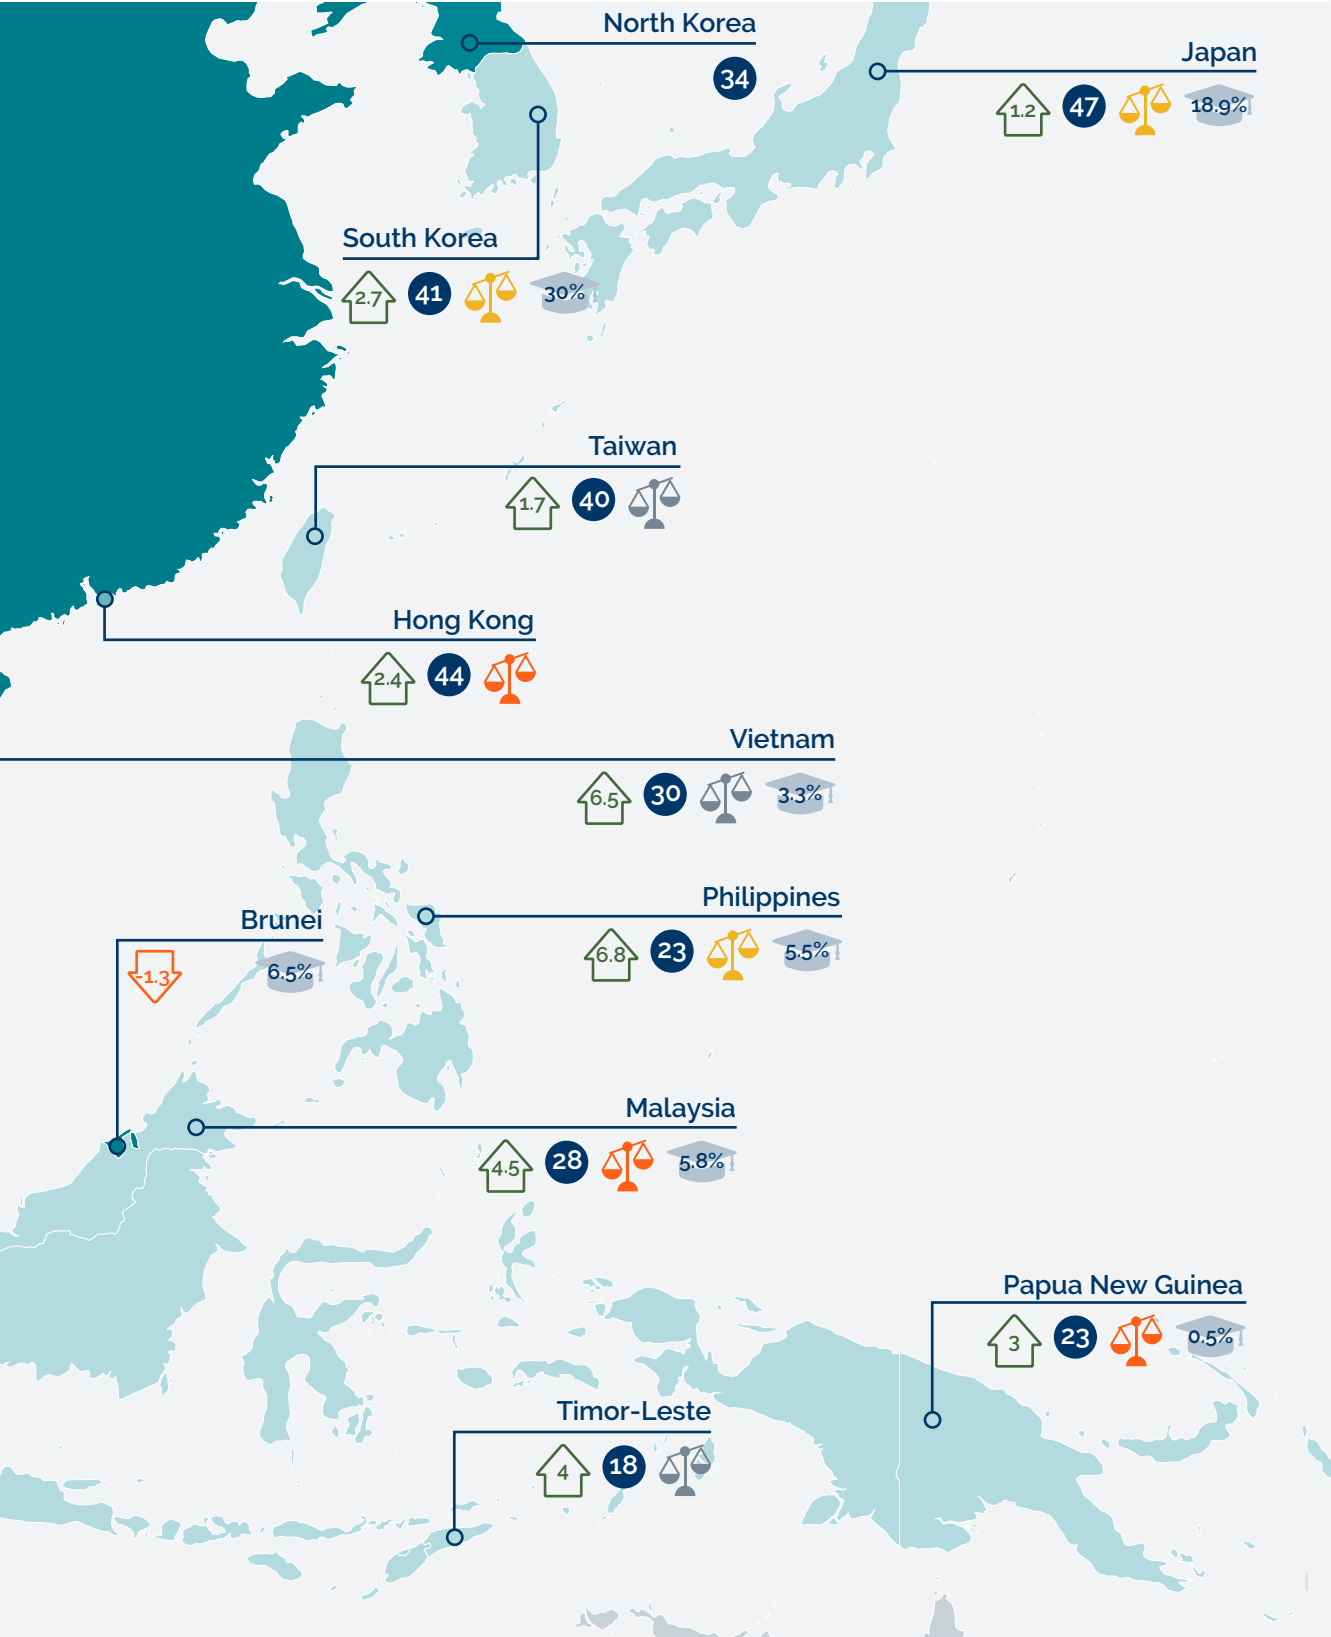 North Korea
34
Japan
1.2 47 18.9%
South Korea
2.7 41 30%
Taiwan
1.7 40
Hong Kong
2.4 44
Vietnam
6.5 30 3.3%
Philippines
6.8 23 5.5%
Brunei
-1.3 6.5%
Malaysia
4.5 28 5.8%
Papua New Guinea
3 23 0.5%
Timor-Leste
4 18